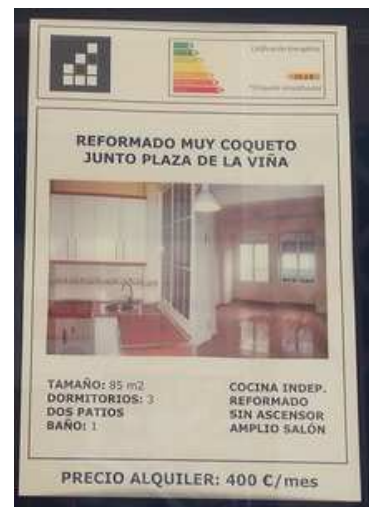 REFORMADO MUY COQUETO
JUNTO PLAZA DE LA VIÑA
TAMAÑO: 85 m2
DORMITORIOS: 3
DOS PATIOS
BAÑO: 1
COCINA INDEP.
REFORMADO
SIN ASCENSOR
AMPLIO SALÓN
PRECIO ALQUILER: 400 €/mes